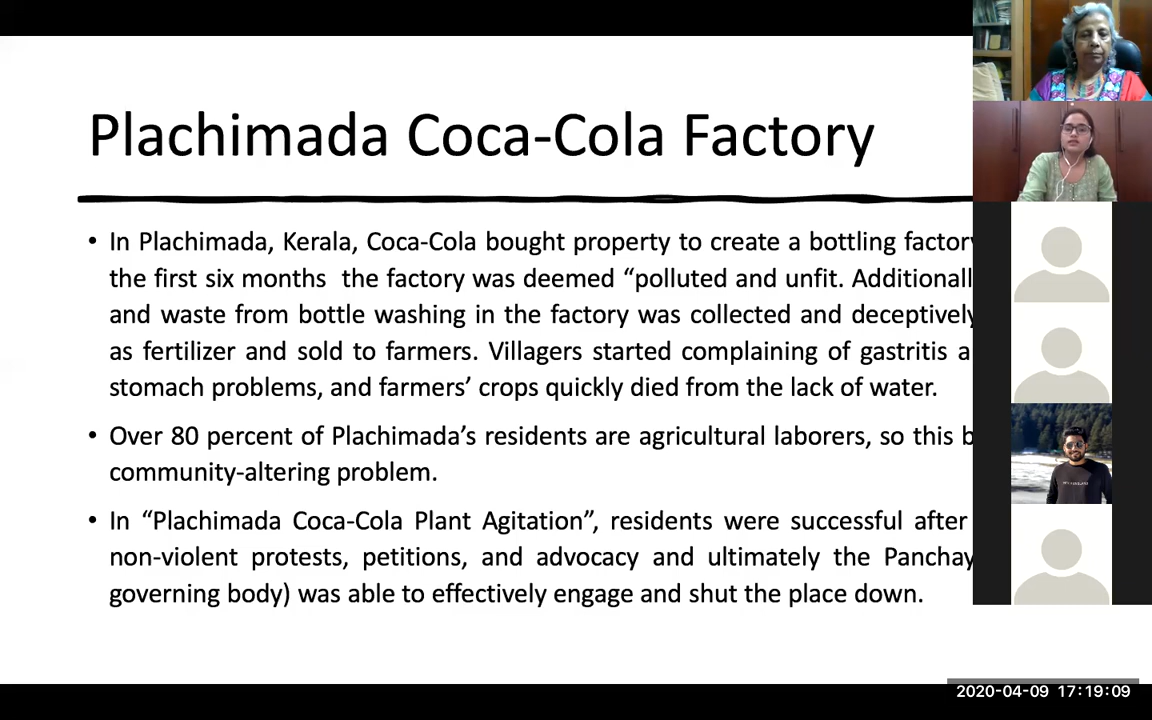 Plachimada Coca-Cola Factory
• In Plachimada, Kerala, Coca-Cola bought property to create a bottling factory
the first six months the factory was deemed “polluted and unfit. Additionall
and waste from bottle washing in the factory was collected and deceptively
as fertilizer and sold to farmers. Villagers started complaining of gastritis a
stomach problems, and farmers’ crops quickly died from the lack of water.
• Over 80 percent of Plachimada’s residents are agricultural laborers, so this b
community-altering problem.
• In “Plachimada Coca-Cola Plant Agitation”, residents were successful after
non-violent protests, petitions, and advocacy and ultimately the Panchay
governing body) was able to effectively engage and shut the place down.
2020-04-09 17:19:09